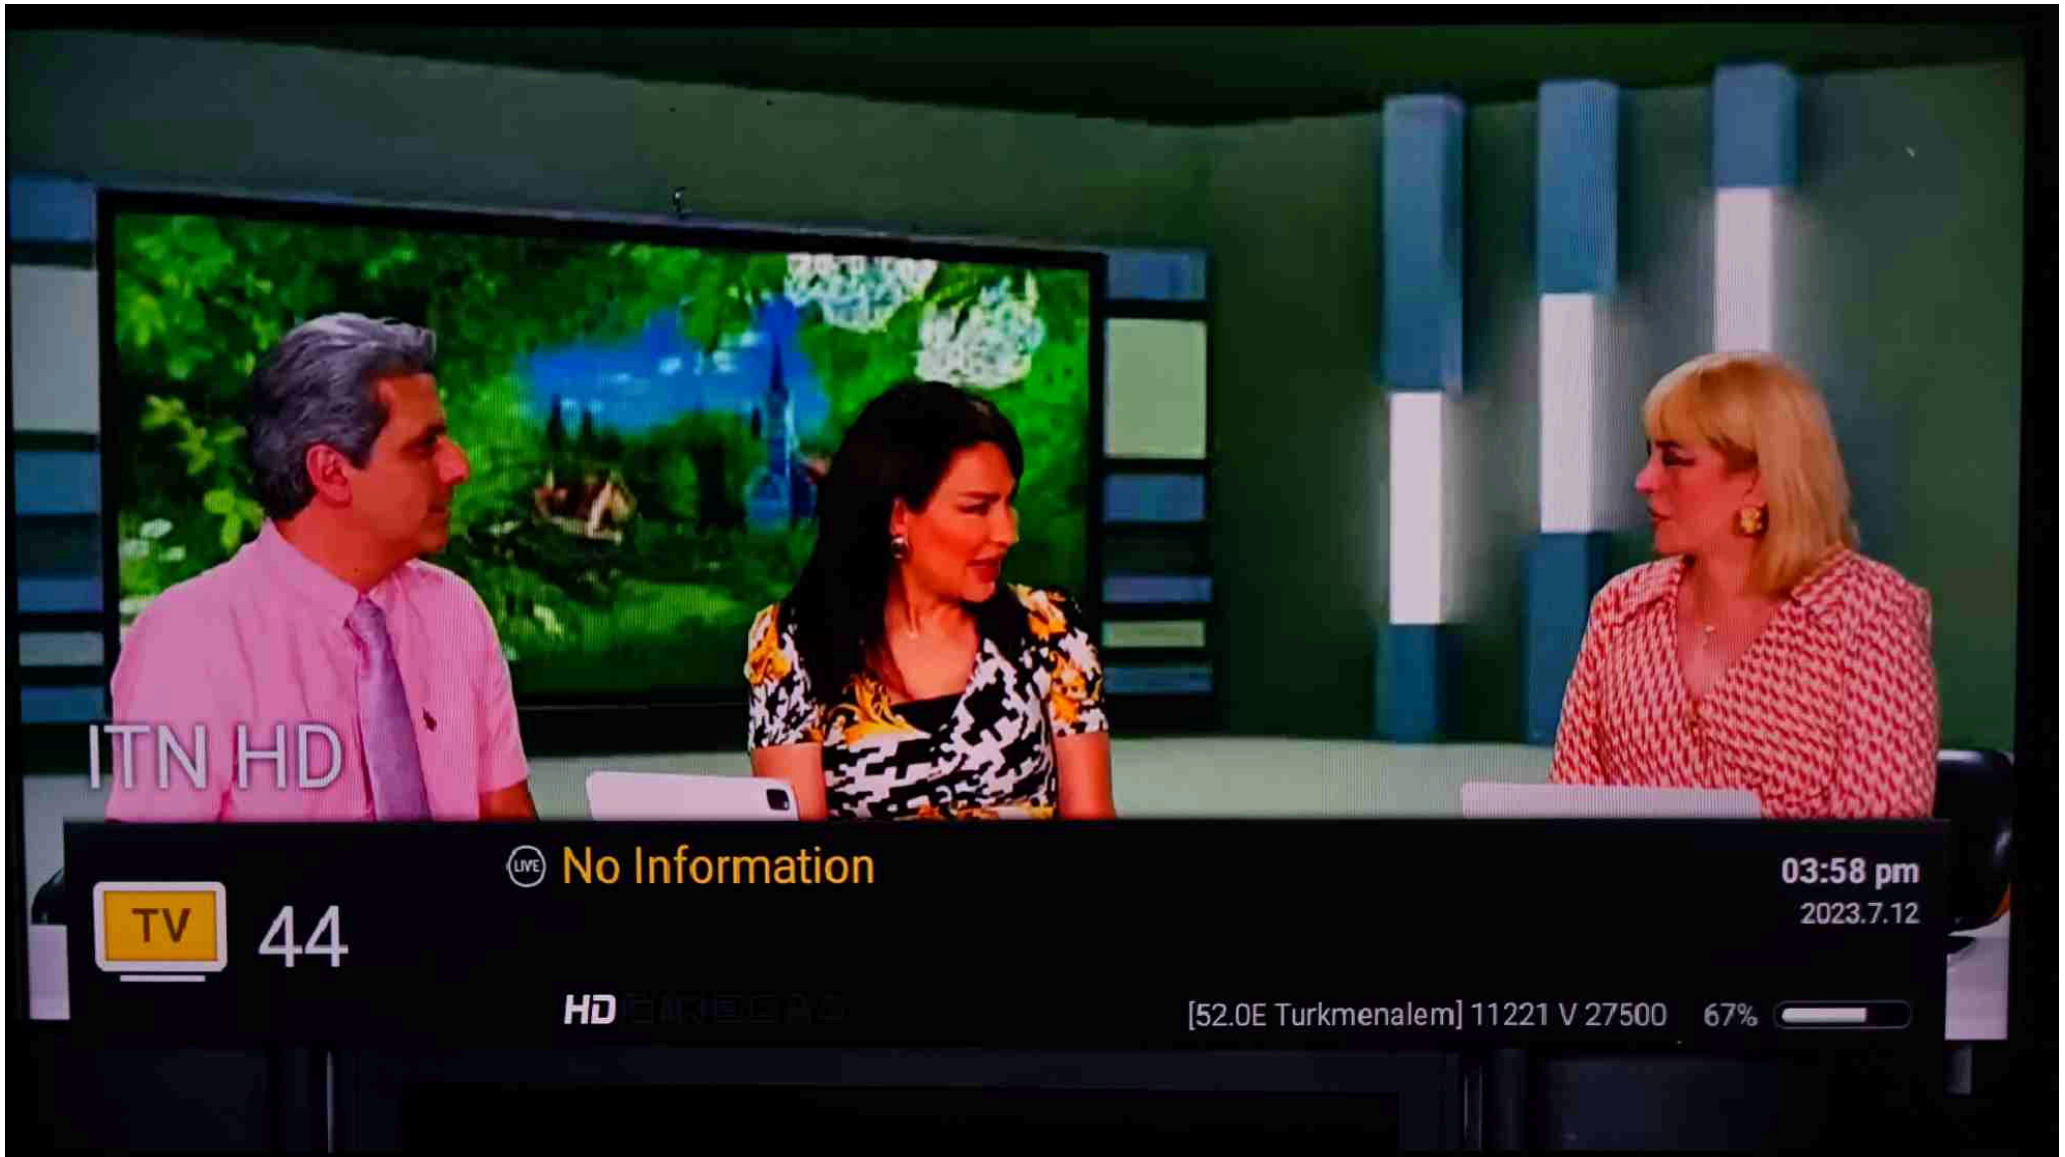 ITN HD
LIVE No Information
03:58 pm
2023.7.12
TV 44
HD
[52.0E Turkmenalem] 11221 V 27500 67%